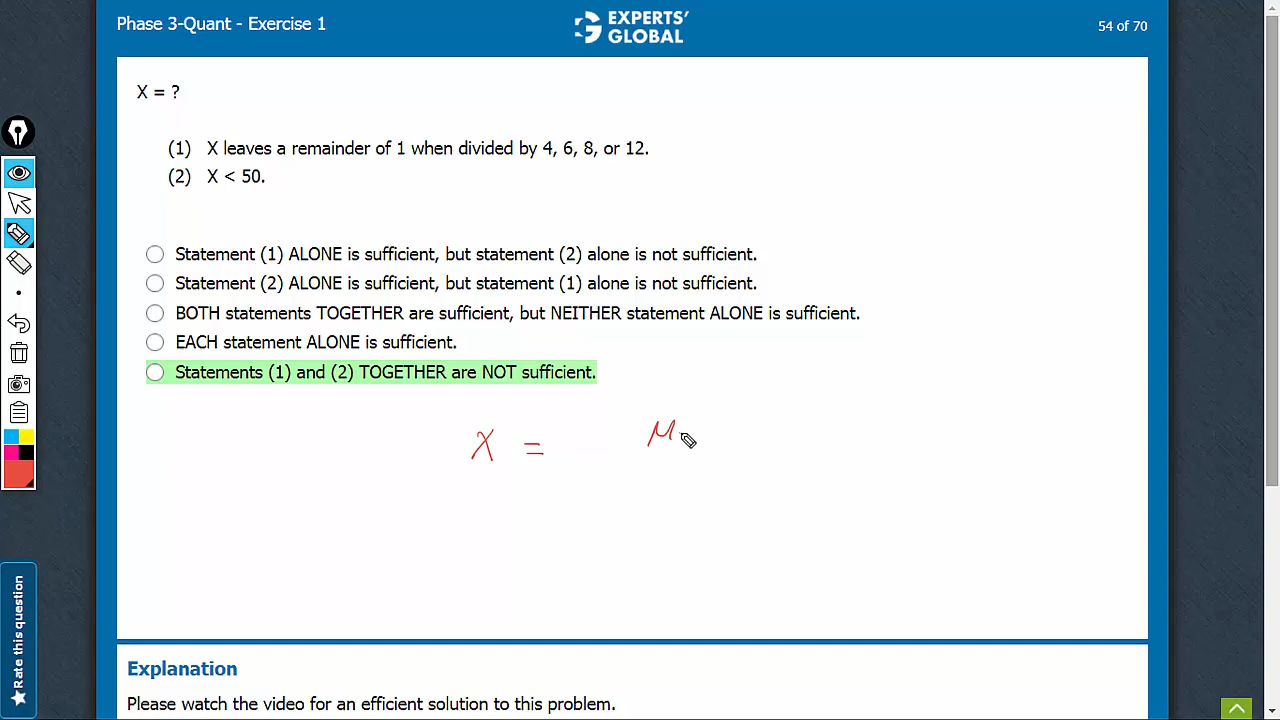 Phase 3-Quant - Exercise 1
EXPERTS'
GLOBAL
54 of 70
X = ?
(1) X leaves a remainder of 1 when divided by 4, 6, 8, or 12.
(2) X < 50.
Statement (1) ALONE is sufficient, but statement (2) alone is not sufficient.
Statement (2) ALONE is sufficient, but statement (1) alone is not sufficient.
BOTH statements TOGETHER are sufficient, but NEITHER statement ALONE is sufficient.
EACH statement ALONE is sufficient.
Statements (1) and (2) TOGETHER are NOT sufficient.
X = M
Rate this question
Explanation
Please watch the video for an efficient solution to this problem.